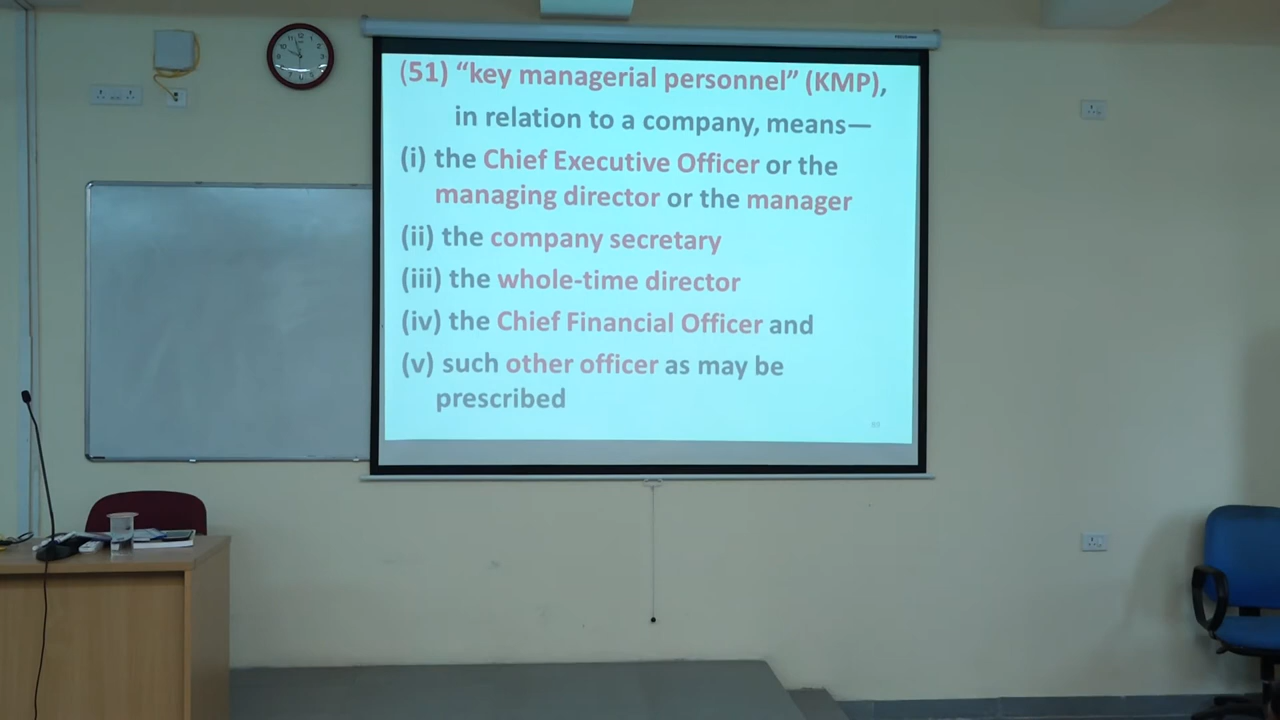 (51) “key managerial personnel” (KMP),
in relation to a company, means—
(i) the Chief Executive Officer or the
managing director or the manager
(ii) the company secretary
(iii) the whole-time director
(iv) the Chief Financial Officer and
(v) such other officer as may be
prescribed